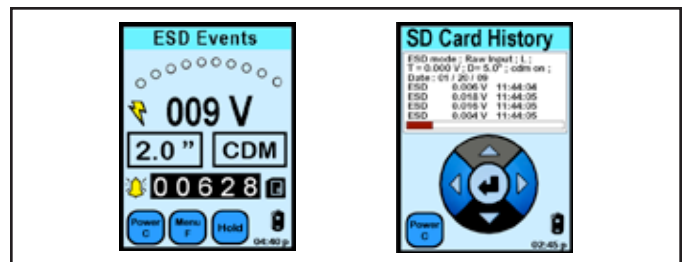 ESD Events
009 V
2.0 ” CDM
00628
Power C Menu F Hold
04:40 p
SD Card History
ESD mode ; Raw Input ; L ;
T = 0.000 V ; D= 5.0" ; cdm on ;
Date : 01 / 20 / 09
ESD 0.006 V 11:44:04
ESD 0.018 V 11:44:05
ESD 0.016 V 11:44:05
ESD 0.004 V 11:44:05
Power C
02:45 p